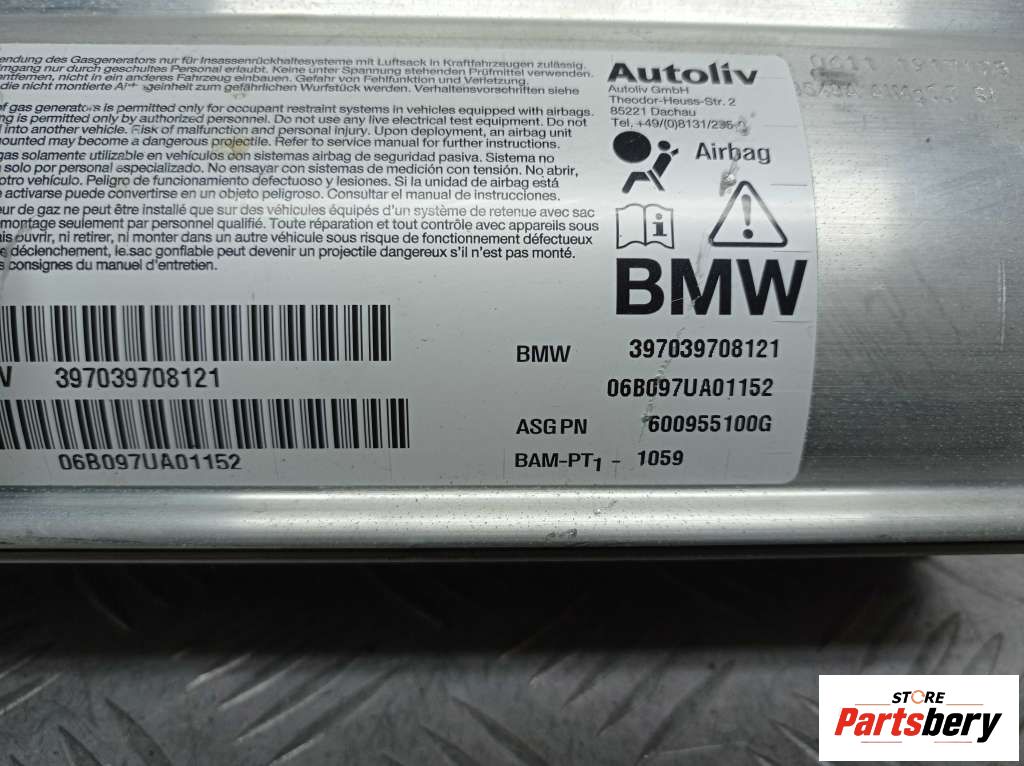 endung des Gasgenerators nur für Insassenrückhaltesysteme mit Luftsack in Kraftfahrzeugen zulässig.
mgang nur durch geschultes Personal erlaubt. Keine unter Spannung stehenden Prüfmittel verwenden.
entfernen, nicht in ein anderes Fahrzeug einbauen. Gefahr von Fehlfunktion und Verletzung.
die nicht montierte einheit zum gefährlichen Wurfstück werden. Verhaltensvorschriften siehe
of gas generators is permitted only for occupant restraint systems in vehicles equipped with airbags.
ng is permitted only by authorized personnel. Do not use any live electrical test equipment. Do not
l into another vehicle. Risk of malfunction and personal injury. Upon deployment, an airbag unit
mounted may become a dangerous projectile. Refer to service manual for further instructions.
gas solamente utilizable en vehículos con sistemas airbag de seguridad pasiva. Sistema no
solo por personal especializado. No ensayar con sistemas de medición con tensión. No abrir,
otro vehículo. Peligro de funcionamiento defectuoso y lesiones. Si la unidad de airbag está
activarse puede convertirse en un objeto peligroso. Consultar el manual de instrucciones.
eur de gaz ne peut être installé que sur des véhicules équipés d'un système de retenue avec sac
montage seulement par personnel qualifié. Toute réparation et tout contrôle avec appareils sous
ais ouvrir, ni retirer, ni monter dans un autre véhicule sous risque de fonctionnement défectueux
e déclenchement, le sac gonflable peut devenir un projectile dangereux s'il n'est pas monté.
s consignes du manuel d'entretien.
Autoliv
Autoliv GmbH
Theodor-Heuss-Str. 2
85221 Dachau
Tel. +49/(0)8131/295-0
Airbag
BMW
BMW 397039708121
06B097UA01152
ASG PN 600955100G
BAM-PT1 - 1059
W 397039708121
06B097UA01152
STORE
Partsbery